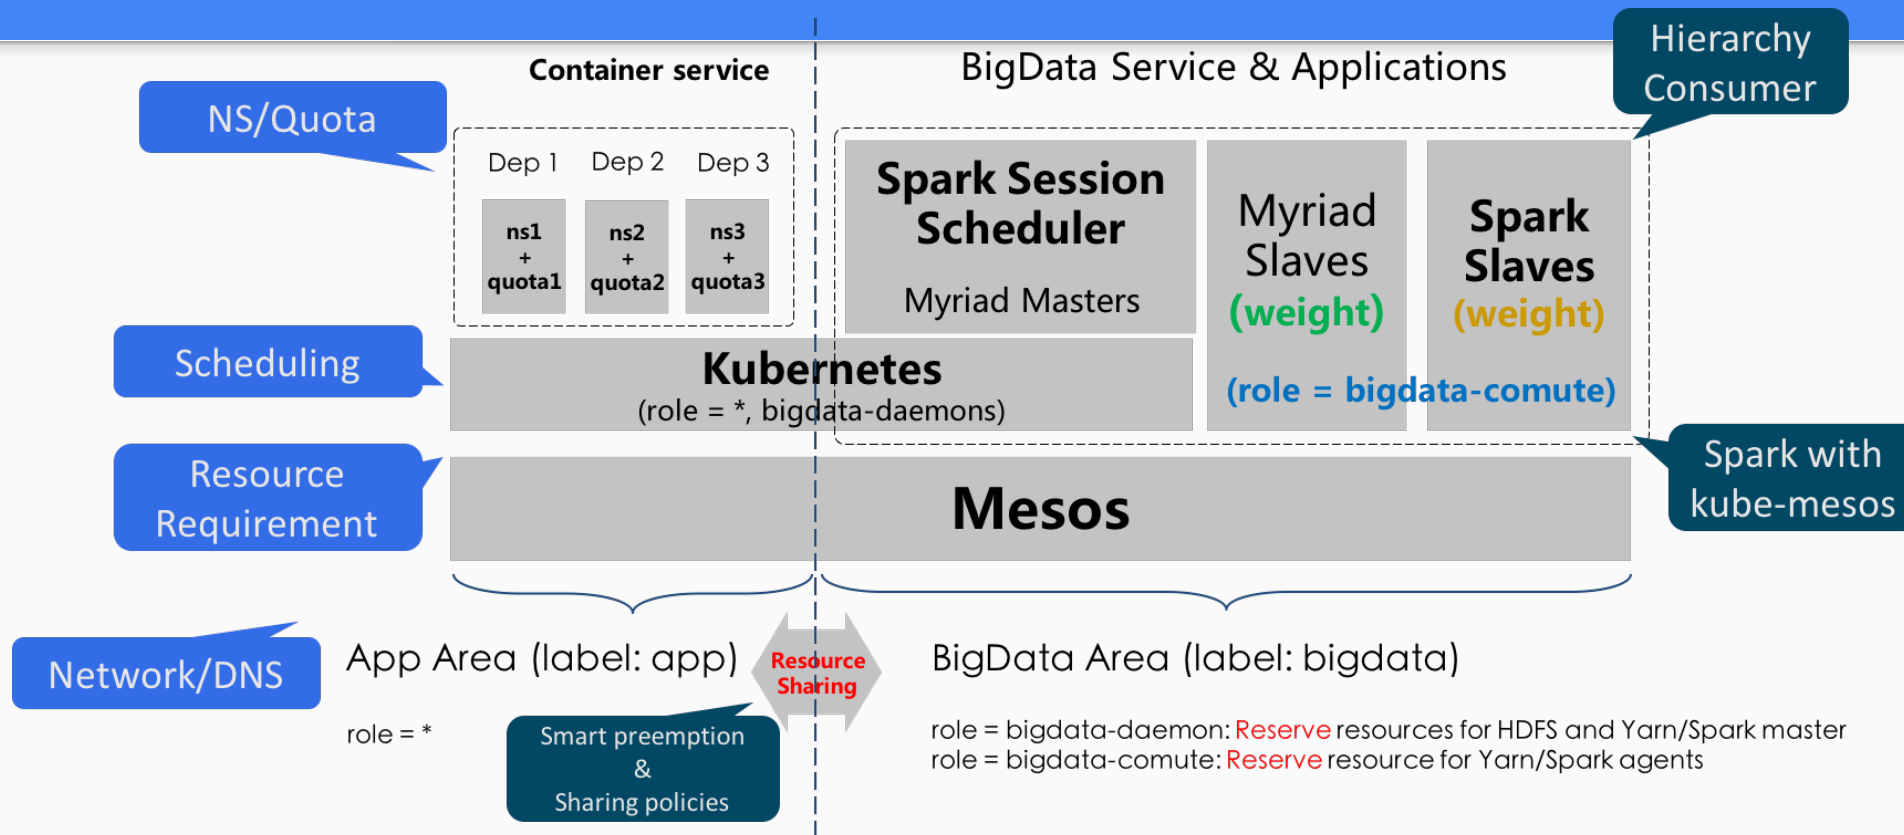 Hierarchy
Consumer
Container service
BigData Service & Applications
NS/Quota
Dep 1
Dep 2
Dep 3
ns1
+
quota1
ns2
+
quota2
ns3
+
quota3
Spark Session
Scheduler
Myriad Masters
Myriad
Slaves
(weight)
Spark
Slaves
(weight)
(role = bigdata-comute)
Scheduling
Kubernetes
(role = *, bigdata-daemons)
Resource
Requirement
Mesos
Spark with
kube-mesos
Network/DNS
App Area (label: app)
Resource
Sharing
BigData Area (label: bigdata)
role = *
Smart preemption
&
Sharing policies
role = bigdata-daemon: Reserve resources for HDFS and Yarn/Spark master
role = bigdata-comute: Reserve resource for Yarn/Spark agents